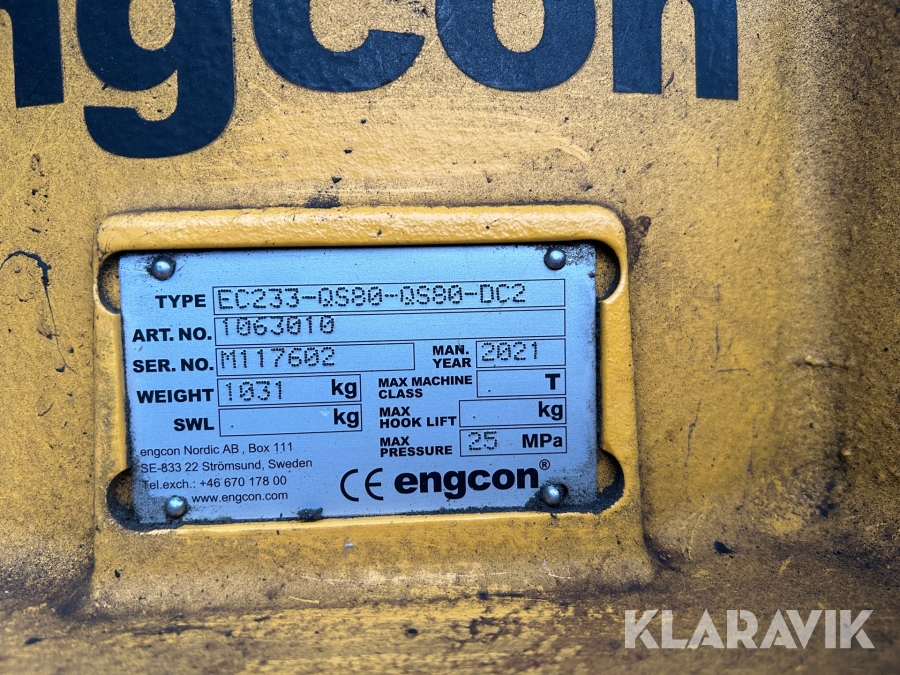 ngcon
TYPE EC233-QS80-QS80-DC2
ART. NO. 1063010
SER. NO. M117602 MAN. YEAR 2021
WEIGHT 1031 kg MAX MACHINE CLASS . T
SWL . kg MAX HOOK LIFT . kg
MAX PRESSURE 25 MPa
engcon Nordic AB , Box 111
SE-833 22 Strömsund, Sweden
Tel.exch.: +46 670 178 00
www.engcon.com
CE engcon®
KLARAVIK